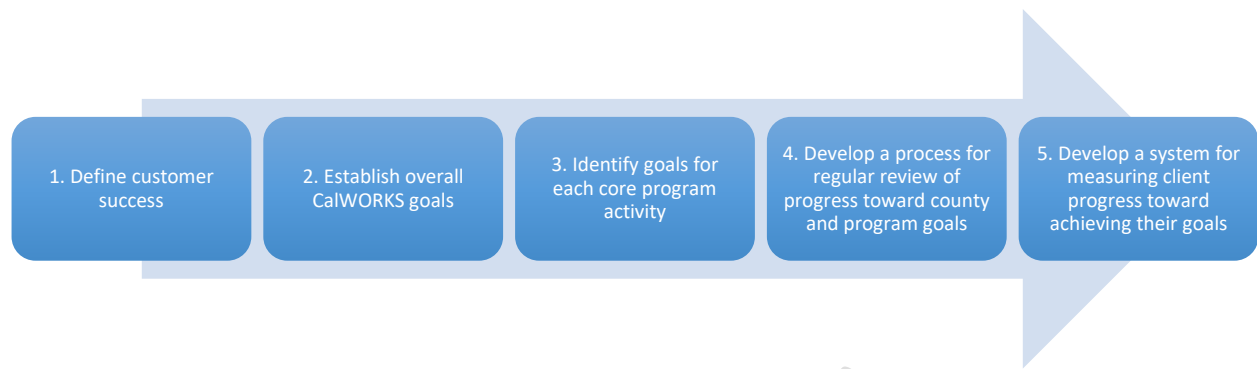 1. Define customer
success
2. Establish overall
CalWORKS goals
3. Identify goals for
each core program
activity
4. Develop a process for
regular review of
progress toward county
and program goals
5. Develop a system for
measuring client
progress toward
achieving their goals